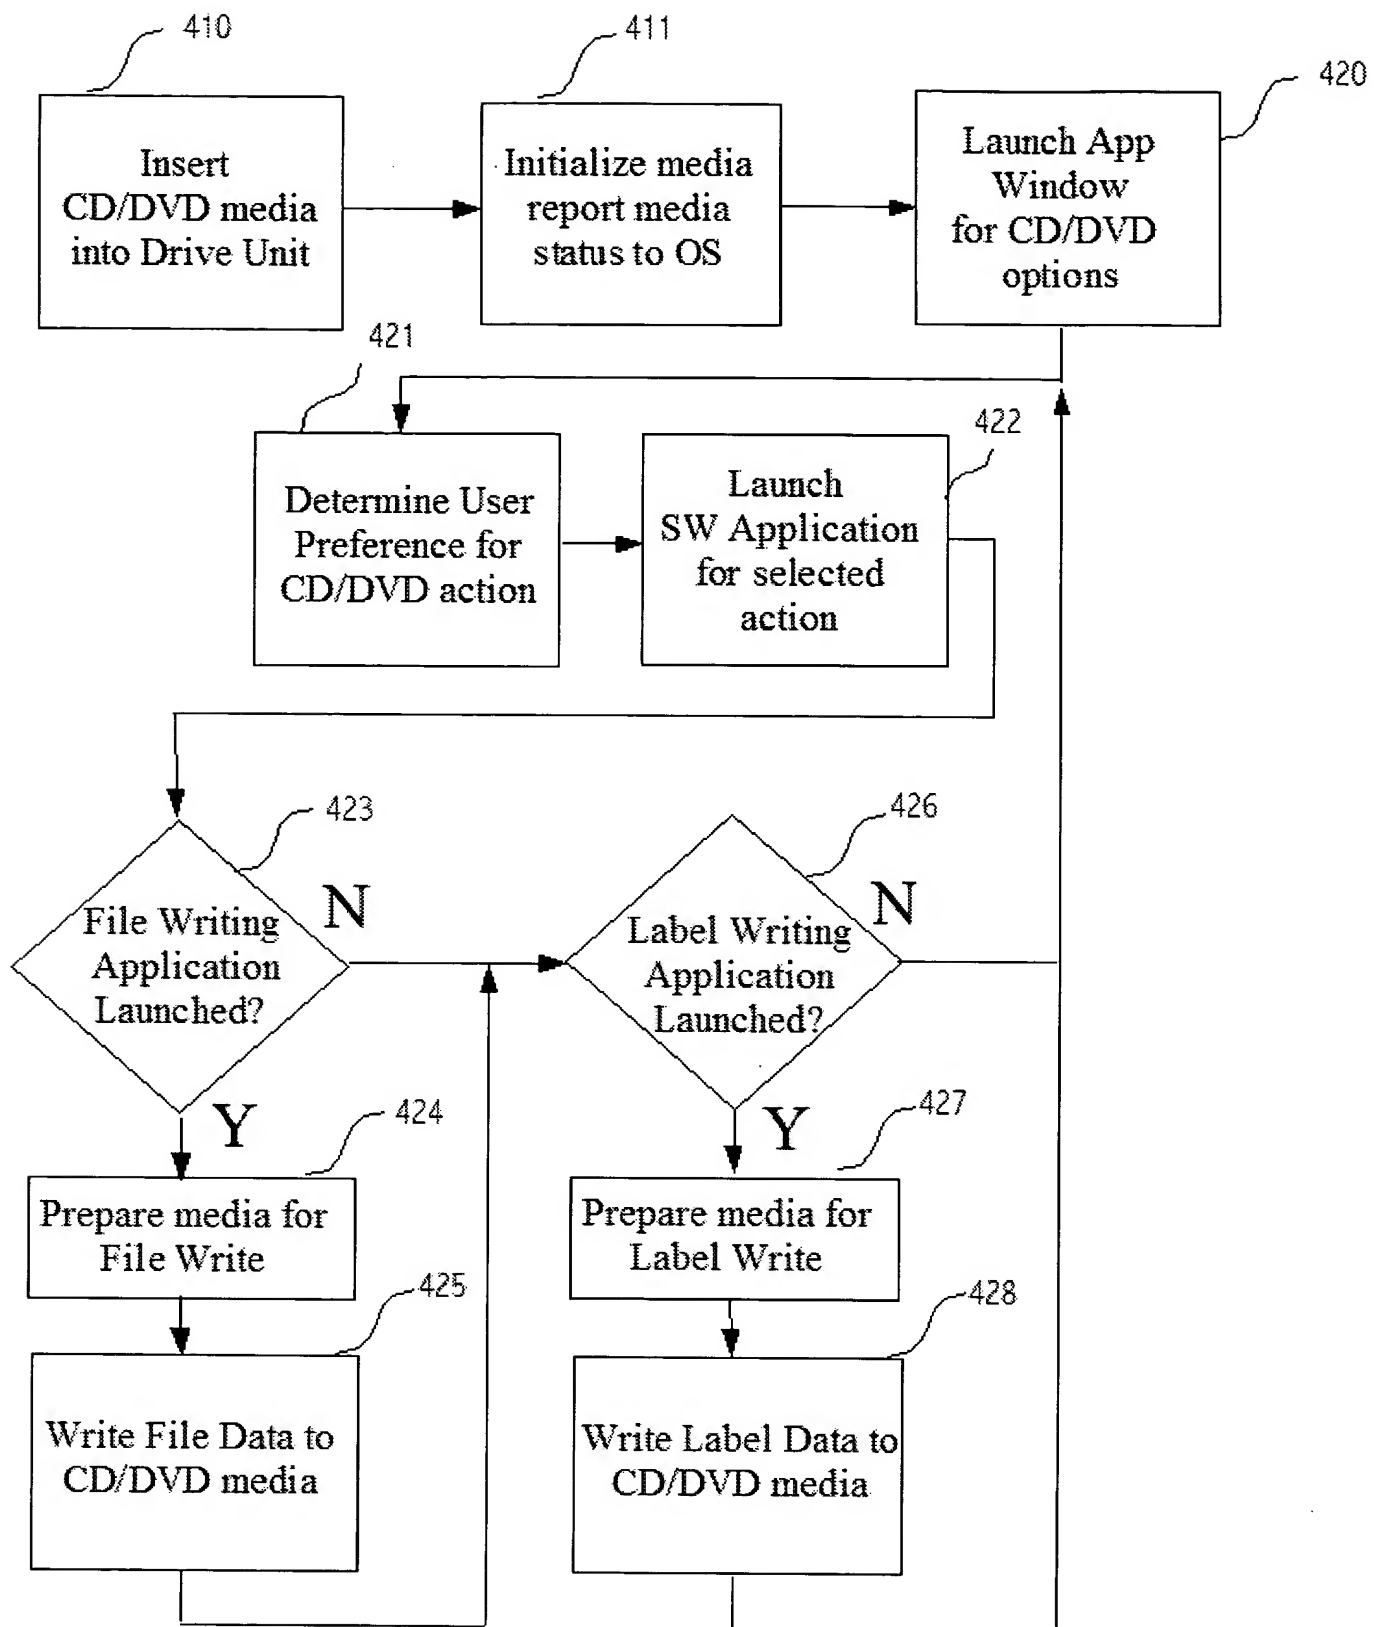 410
411
420
Insert
CD/DVD media
into Drive Unit
Initialize media
report media
status to OS
Launch App
Window
for CD/DVD
options
421
422
Determine User
Preference for
CD/DVD action
Launch
SW Application
for selected
action
423
426
File Writing
Application
Launched?
N
Label Writing
Application
Launched?
N
Y
424
Y
427
Prepare media for
File Write
Prepare media for
Label Write
425
428
Write File Data to
CD/DVD media
Write Label Data to
CD/DVD media